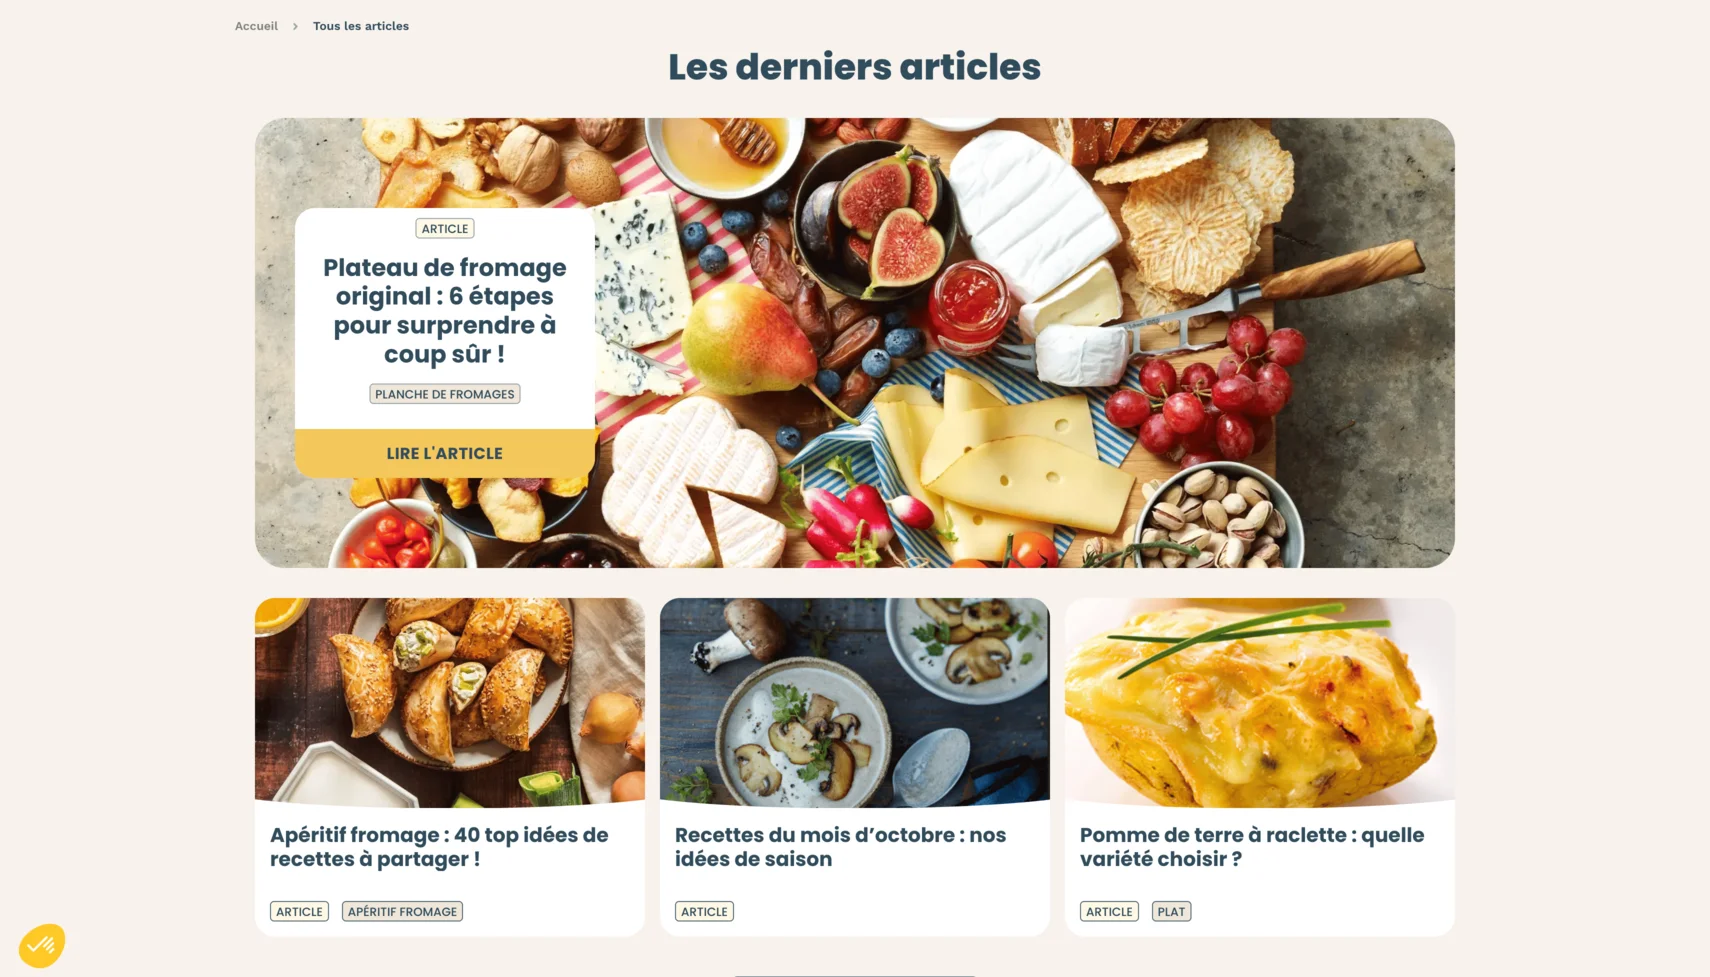 Accueil > Tous les articles
Les derniers articles
ARTICLE
Plateau de fromage
original : 6 étapes
pour surprendre à
coup sûr !
PLANCHE DE FROMAGES
LIRE L'ARTICLE
Apéritif fromage : 40 top idées de
recettes à partager !
ARTICLE APÉRITIF FROMAGE
Recettes du mois d’octobre : nos
idées de saison
ARTICLE
Pomme de terre à raclette : quelle
variété choisir ?
ARTICLE PLAT